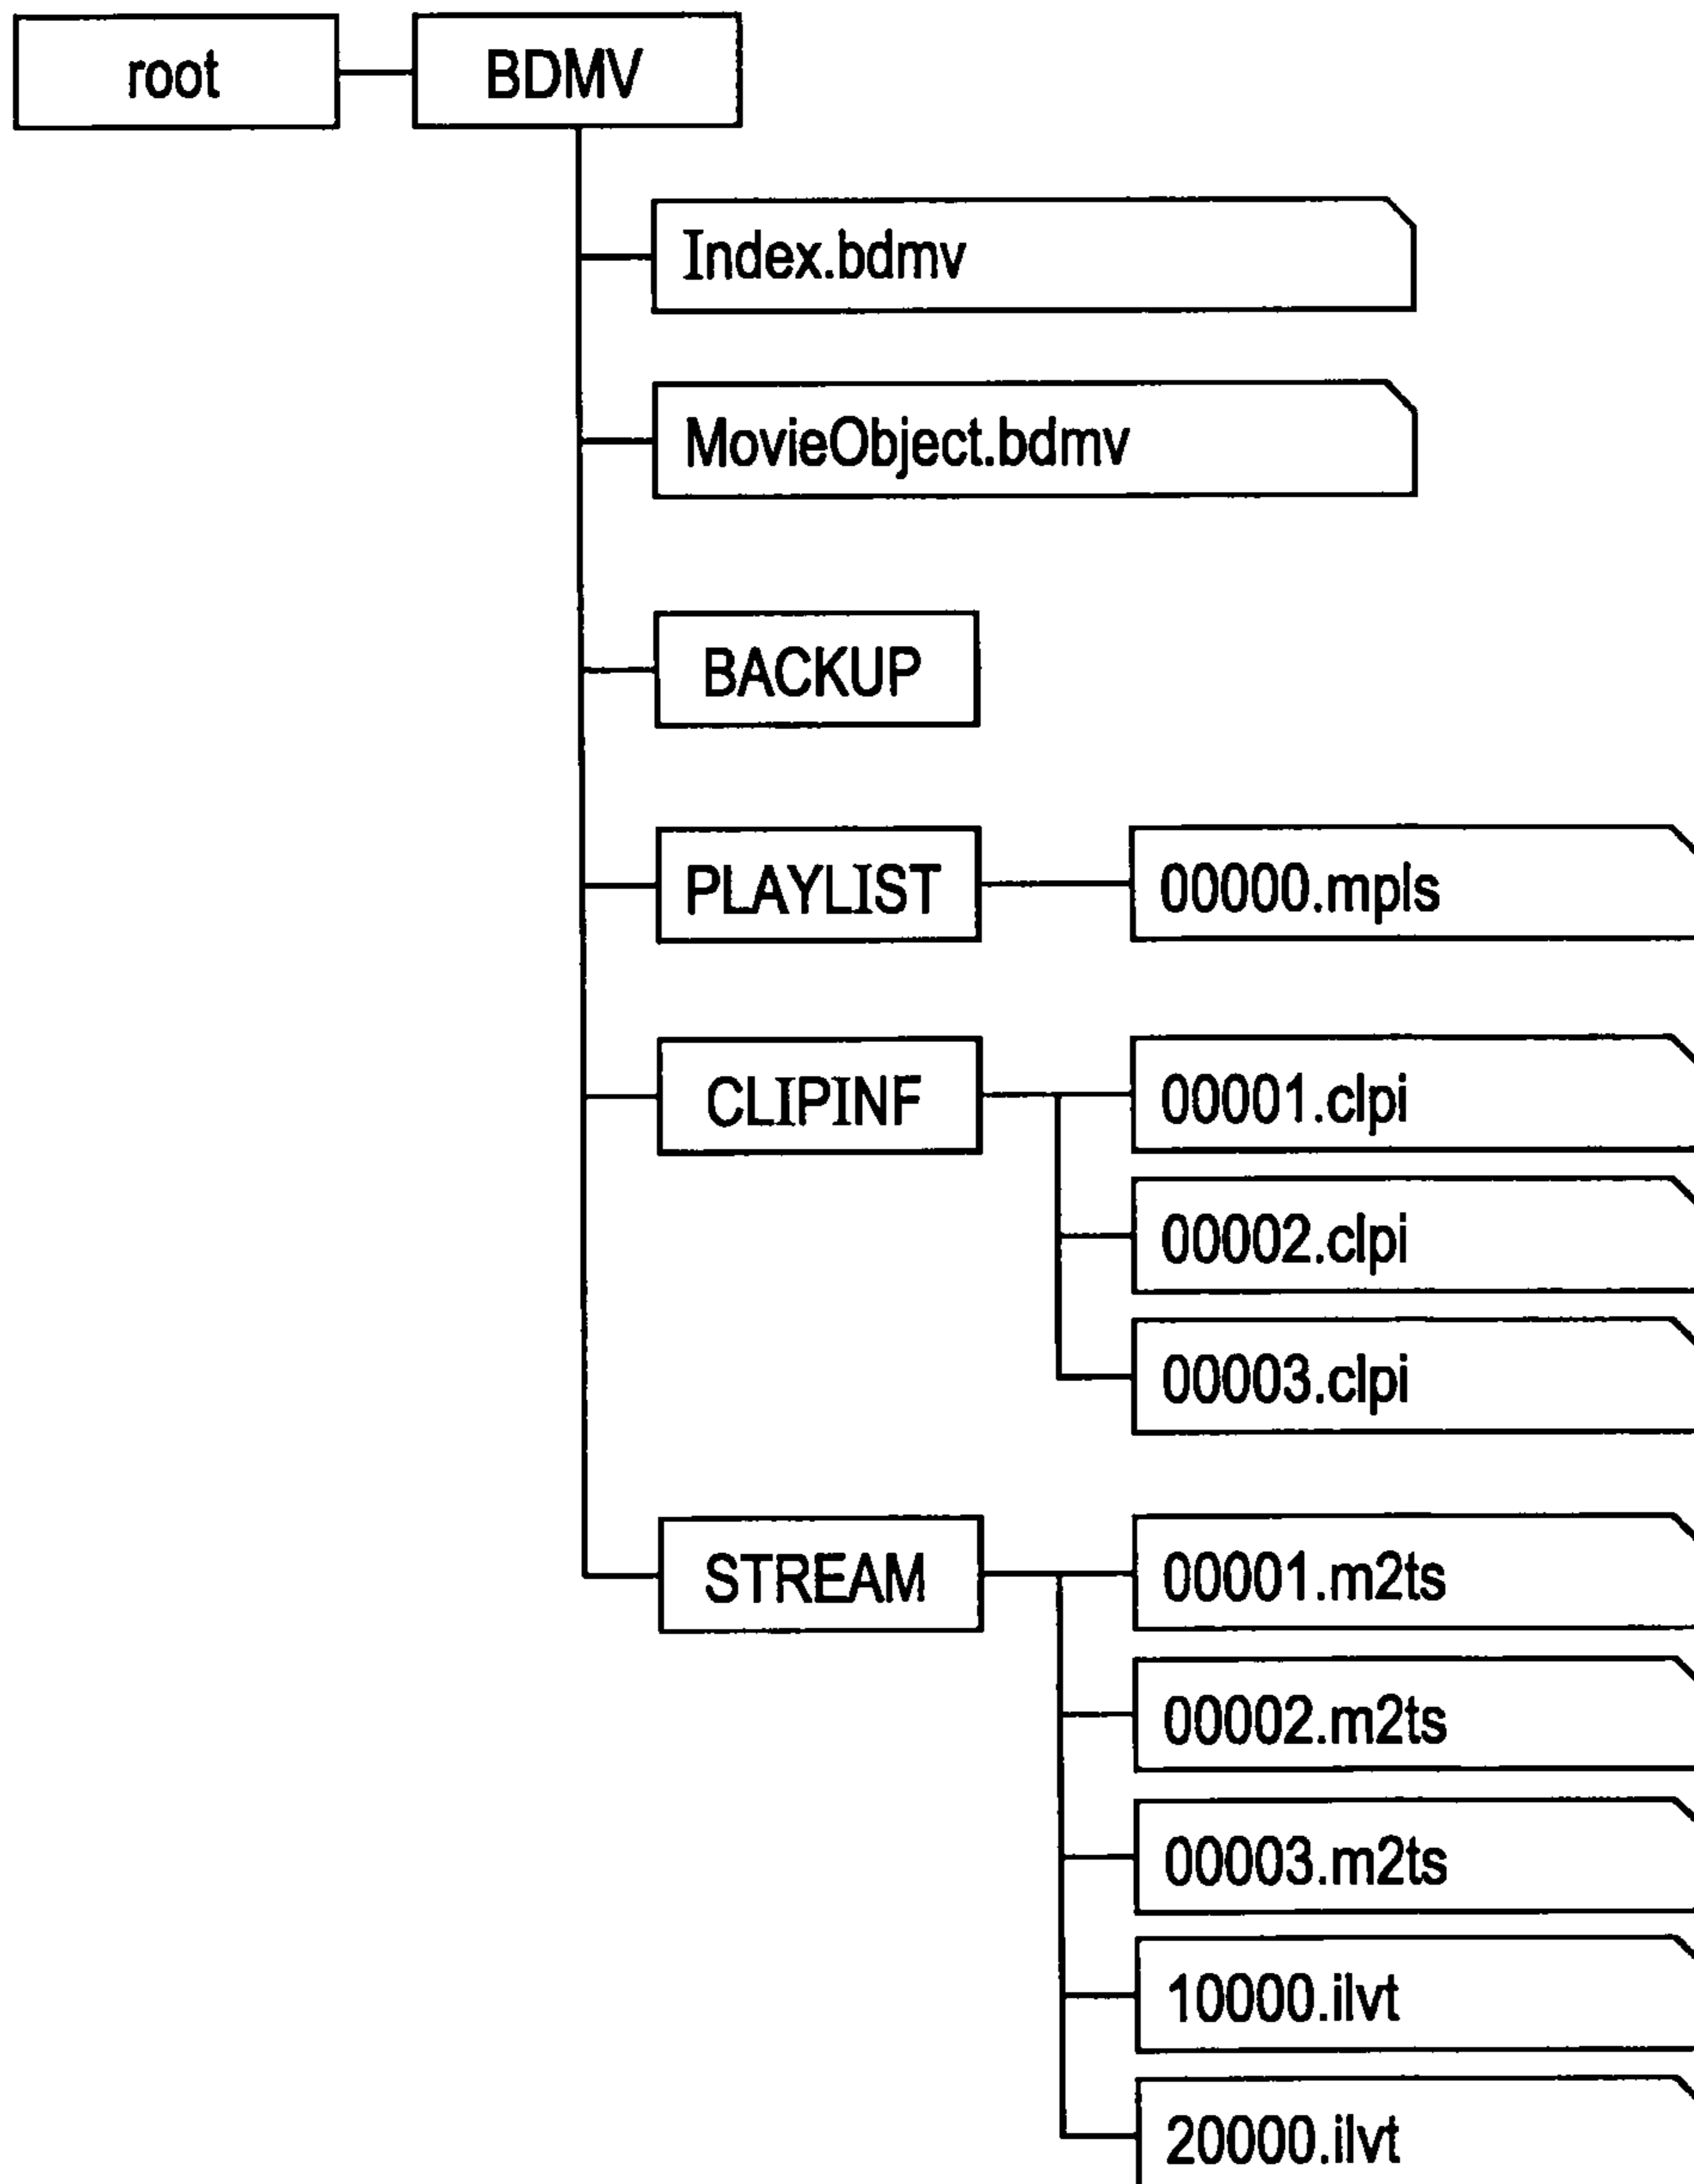 root
BDMV
Index.bdmv
MovieObject.bdmv
BACKUP
PLAYLIST
00000.mpls
CLIPINF
00001.clpi
00002.clpi
00003.clpi
STREAM
00001.m2ts
00002.m2ts
00003.m2ts
10000.ilvt
20000.ilvt